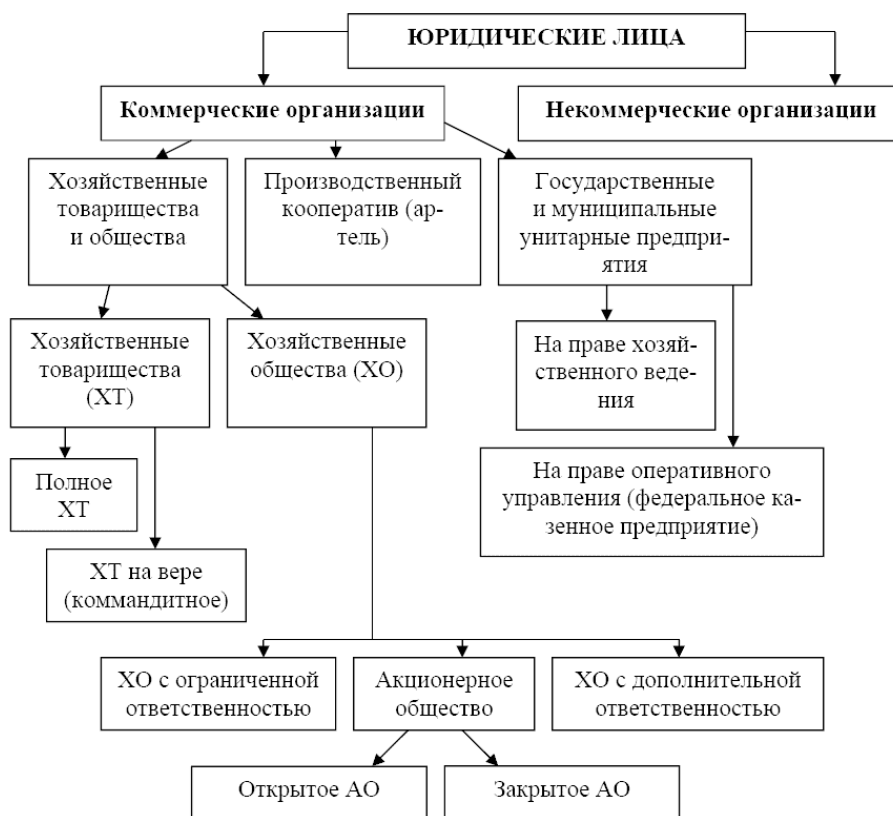 ЮРИДИЧЕСКИЕ ЛИЦА
Коммерческие организации
Некоммерческие организации
Хозяйственные
товарищества
и общества
Производственный
кооператив (ар-
тель)
Государственные
и муниципальные
унитарные предпри-
ятия
Хозяйственные
товарищества
(ХТ)
Хозяйственные
общества (ХО)
На праве хозяй-
ственного веде-
ния
Полное
ХТ
На праве оперативного
управления (федеральное ка-
зенное предприятие)
ХТ на вере
(коммандитное)
ХО с ограниченной
ответственностью
Акционерное
общество
ХО с дополнительной
ответственностью
Открытое АО
Закрытое АО